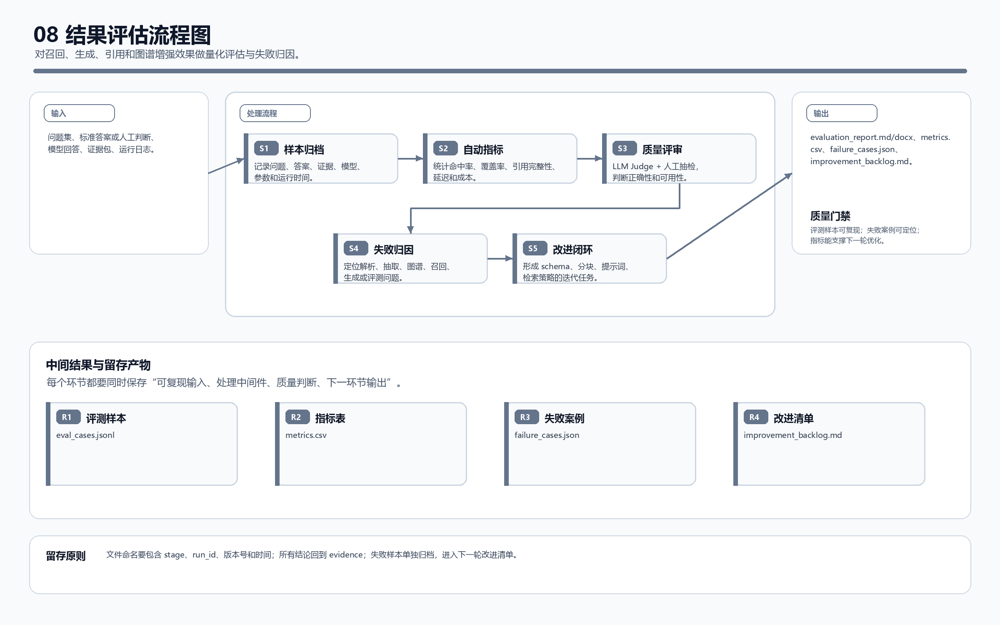 08 结果评估流程图
对召回、生成、引用和图谱增强效果做量化评估与失败归因。
输入
问题集、标准答案或人工判断、
模型回答、证据包、运行日志。
处理流程
S1 样本归档
记录问题、答案、证据、模型、
参数和运行时间。
S2 自动指标
统计命中率、覆盖率、引用完整性、
延迟和成本。
S3 质量评审
LLM Judge + 人工抽检，
判断正确性和可用性。
S4 失败归因
定位解析、抽取、图谱、召回、
生成或评测问题。
S5 改进闭环
形成 schema、分块、提示词、
检索策略的迭代任务。
输出
evaluation_report.md/docx、metrics.
csv、failure_cases.json、
improvement_backlog.md。
质量门禁
评测样本可复现；失败案例可定位；
指标能支撑下一轮优化。
中间结果与留存产物
每个环节都要同时保存“可复现输入、处理中间件、质量判断、下一环节输出”。
R1 评测样本
eval_cases.jsonl
R2 指标表
metrics.csv
R3 失败案例
failure_cases.json
R4 改进清单
improvement_backlog.md
留存原则
文件命名要包含 stage、run_id、版本号和时间；所有结论回到 evidence；失败样本单独归档，进入下一轮改进清单。